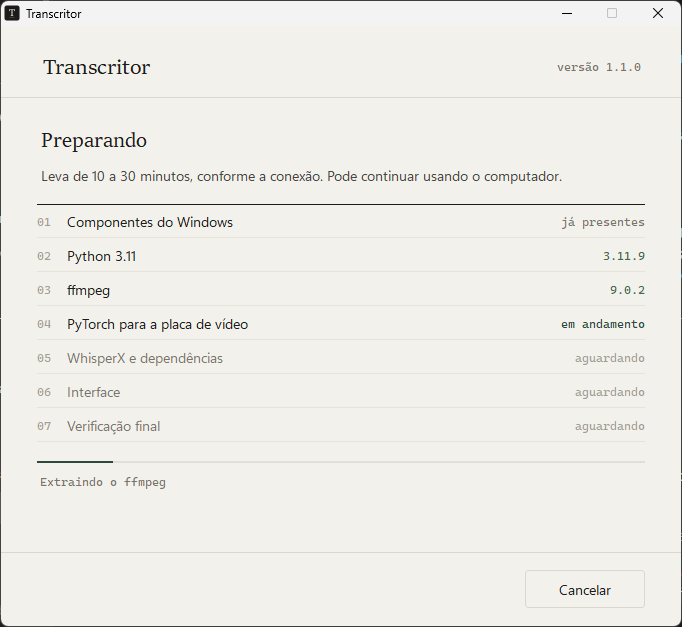 T Transcritor
Transcritor
versão 1.1.0
Preparando
Leva de 10 a 30 minutos, conforme a conexão. Pode continuar usando o computador.
01 Componentes do Windows já presentes
02 Python 3.11 3.11.9
03 ffmpeg 9.0.2
04 PyTorch para a placa de vídeo em andamento
05 WhisperX e dependências aguardando
06 Interface aguardando
07 Verificação final aguardando
Extraindo o ffmpeg
Cancelar